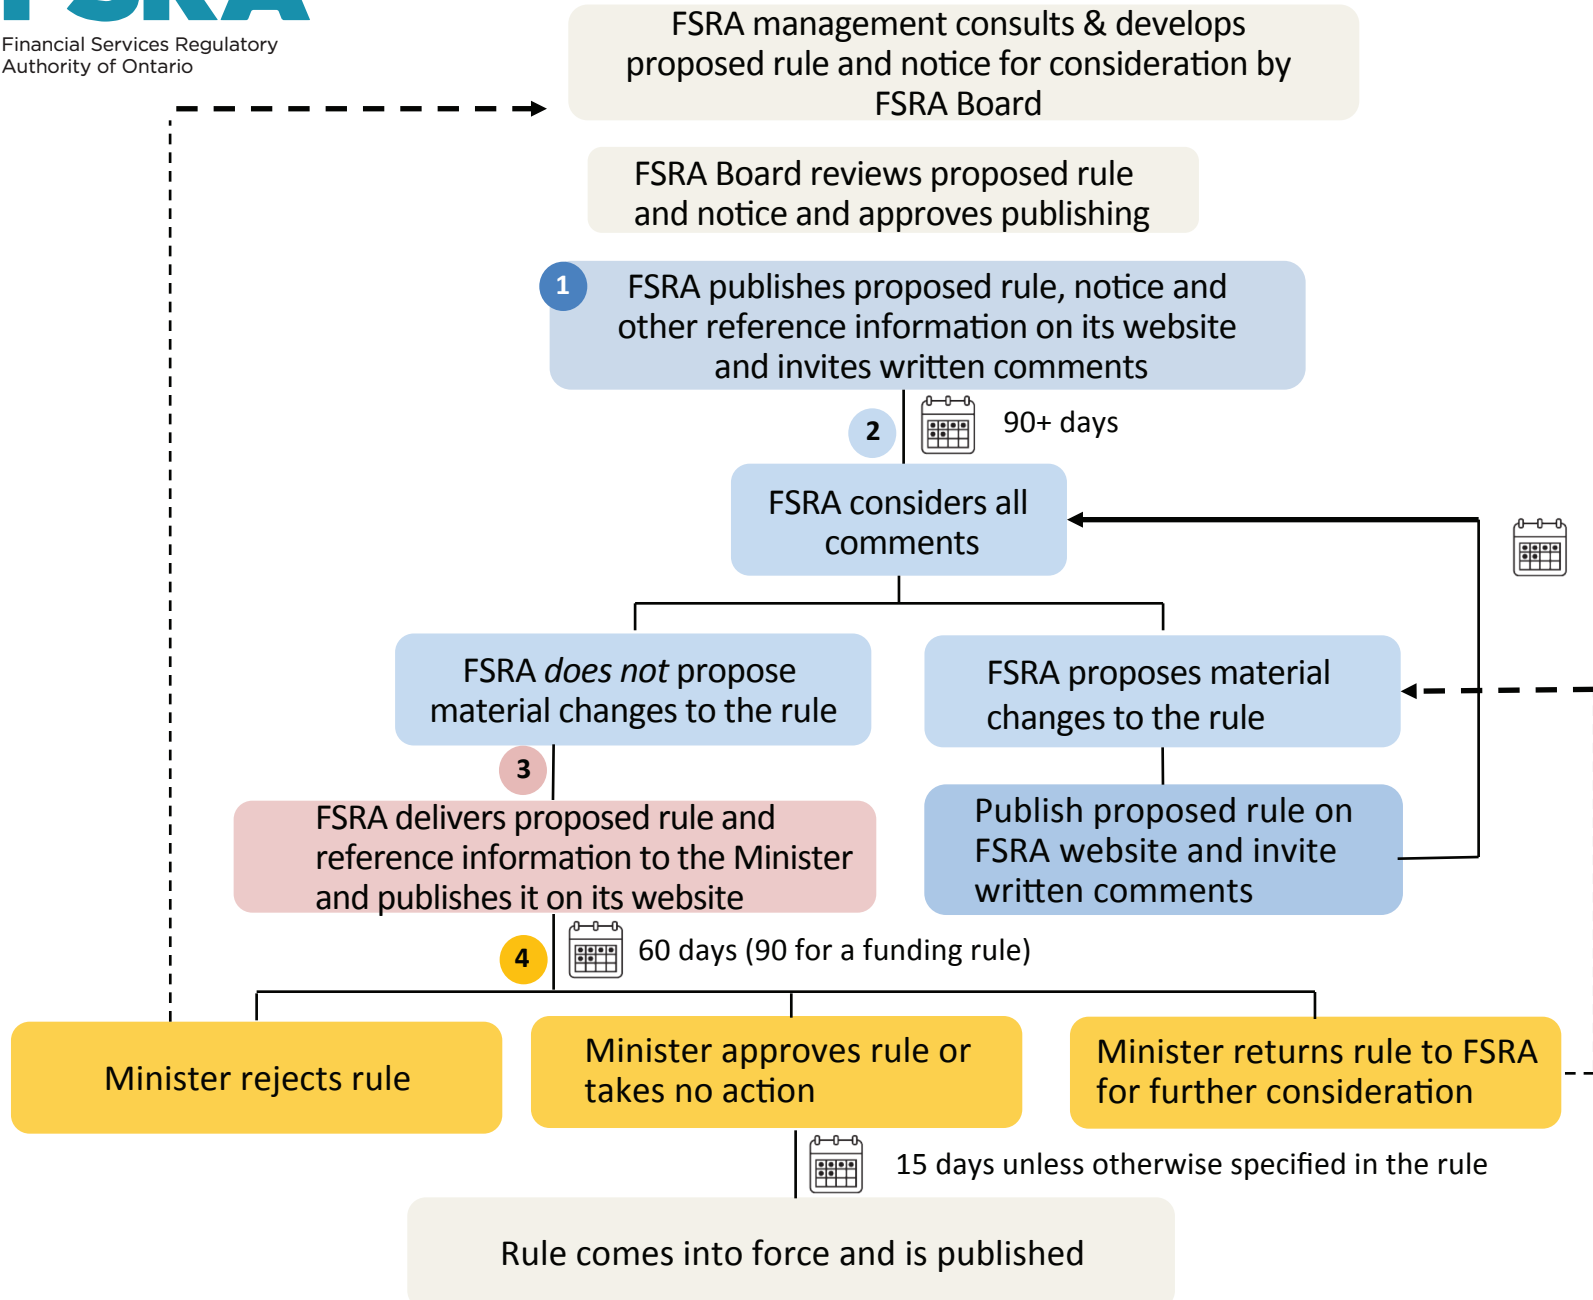 FSRA
Financial Services Regulatory
Authority of Ontario
FSRA management consults & develops
proposed rule and notice for consideration by
FSRA Board
FSRA Board reviews proposed rule
and notice and approves publishing
1
FSRA publishes proposed rule, notice and
other reference information on its website
and invites written comments
2
90+ days
FSRA considers all
comments
FSRA does not propose
material changes to the rule
FSRA proposes material
changes to the rule
3
FSRA delivers proposed rule and
reference information to the Minister
and publishes it on its website
Publish proposed rule on
FSRA website and invite
written comments
4
60 days (90 for a funding rule)
Minister rejects rule
Minister approves rule or
takes no action
Minister returns rule to FSRA
for further consideration
15 days unless otherwise specified in the rule
Rule comes into force and is published